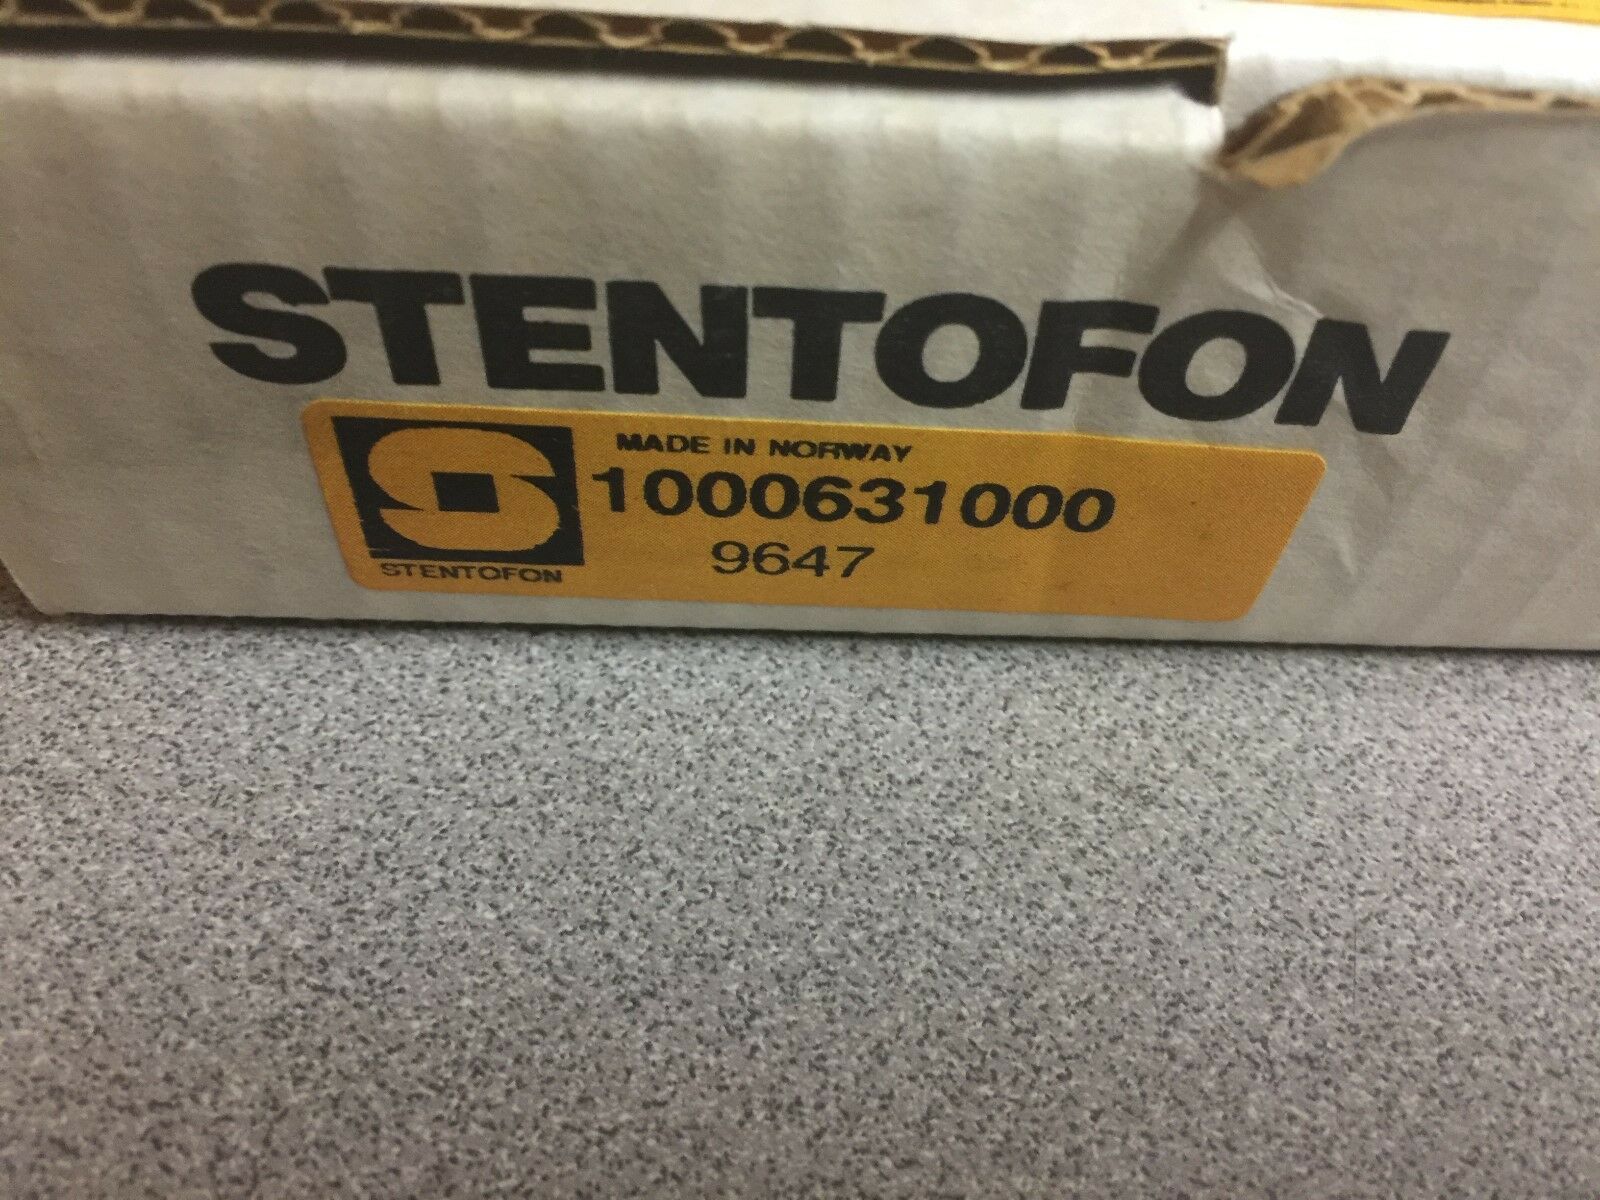 STENTOFON
MADE IN NORWAY
1000631000
9647
STENTOFON